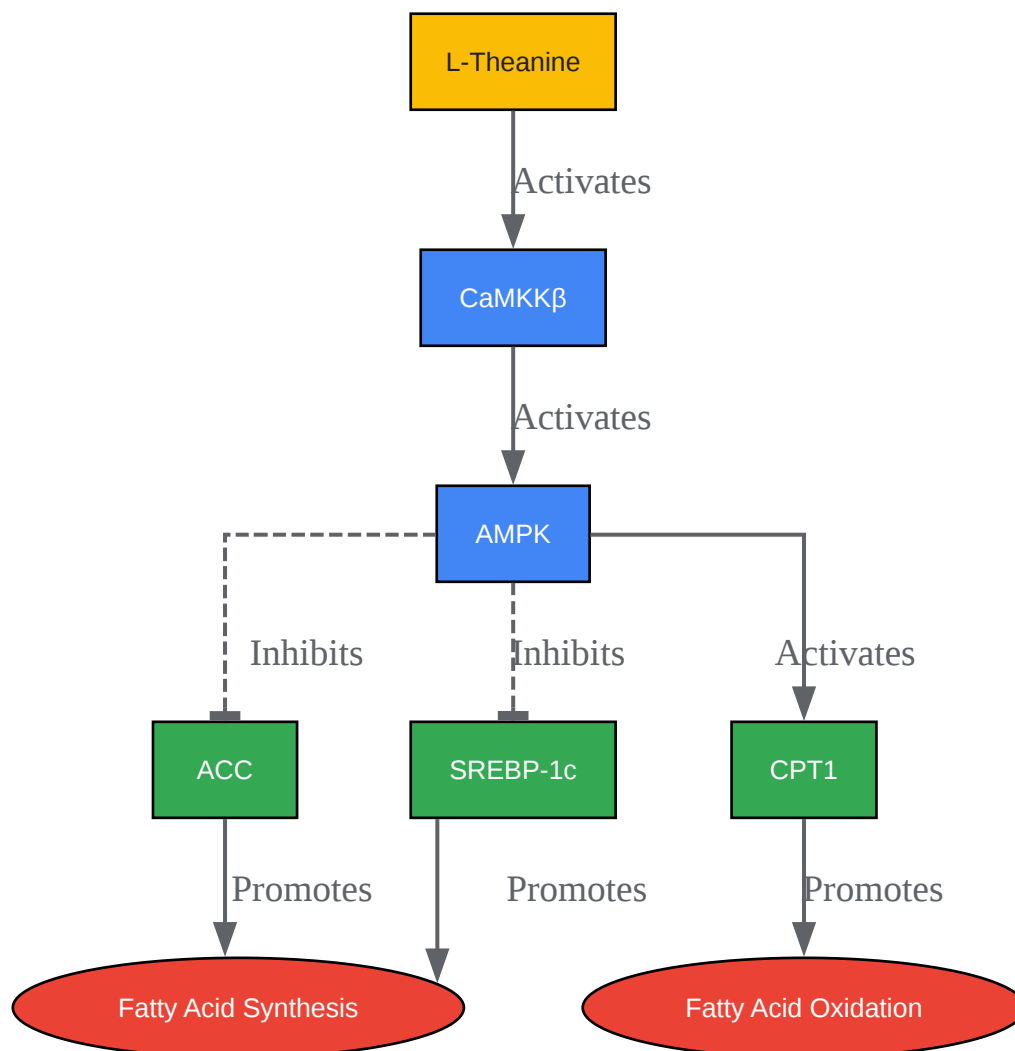 L-Theanine
Activates
CaMKKβ
Activates
AMPK
Inhibits
Inhibits
Activates
ACC
SREBP-1c
CPT1
Promotes
Promotes
Promotes
Fatty Acid Synthesis
Fatty Acid Oxidation